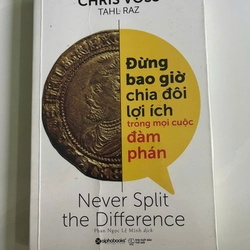 CHRIS VOSS
TAHL RAZ
Đừng
bao giờ
chia đôi
lợi ích
trong mọi cuộc
đàm
phán
Never Split
the Difference
Phan Ngọc Lệ Minh dịch
alphabooks